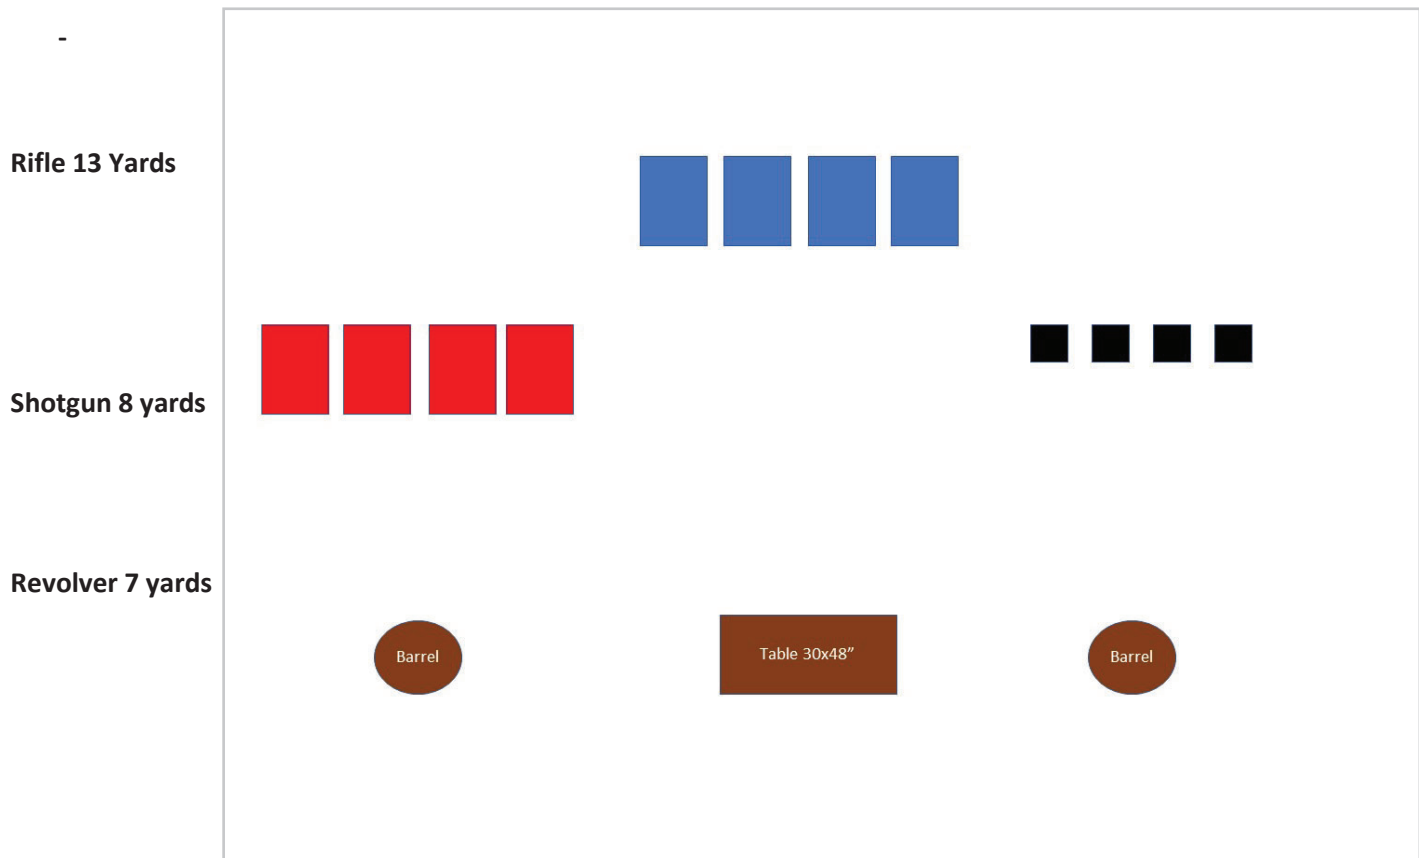 -
Rifle 13 Yards
Shotgun 8 yards
Revolver 7 yards
Barrel
Table 30x48”
Barrel